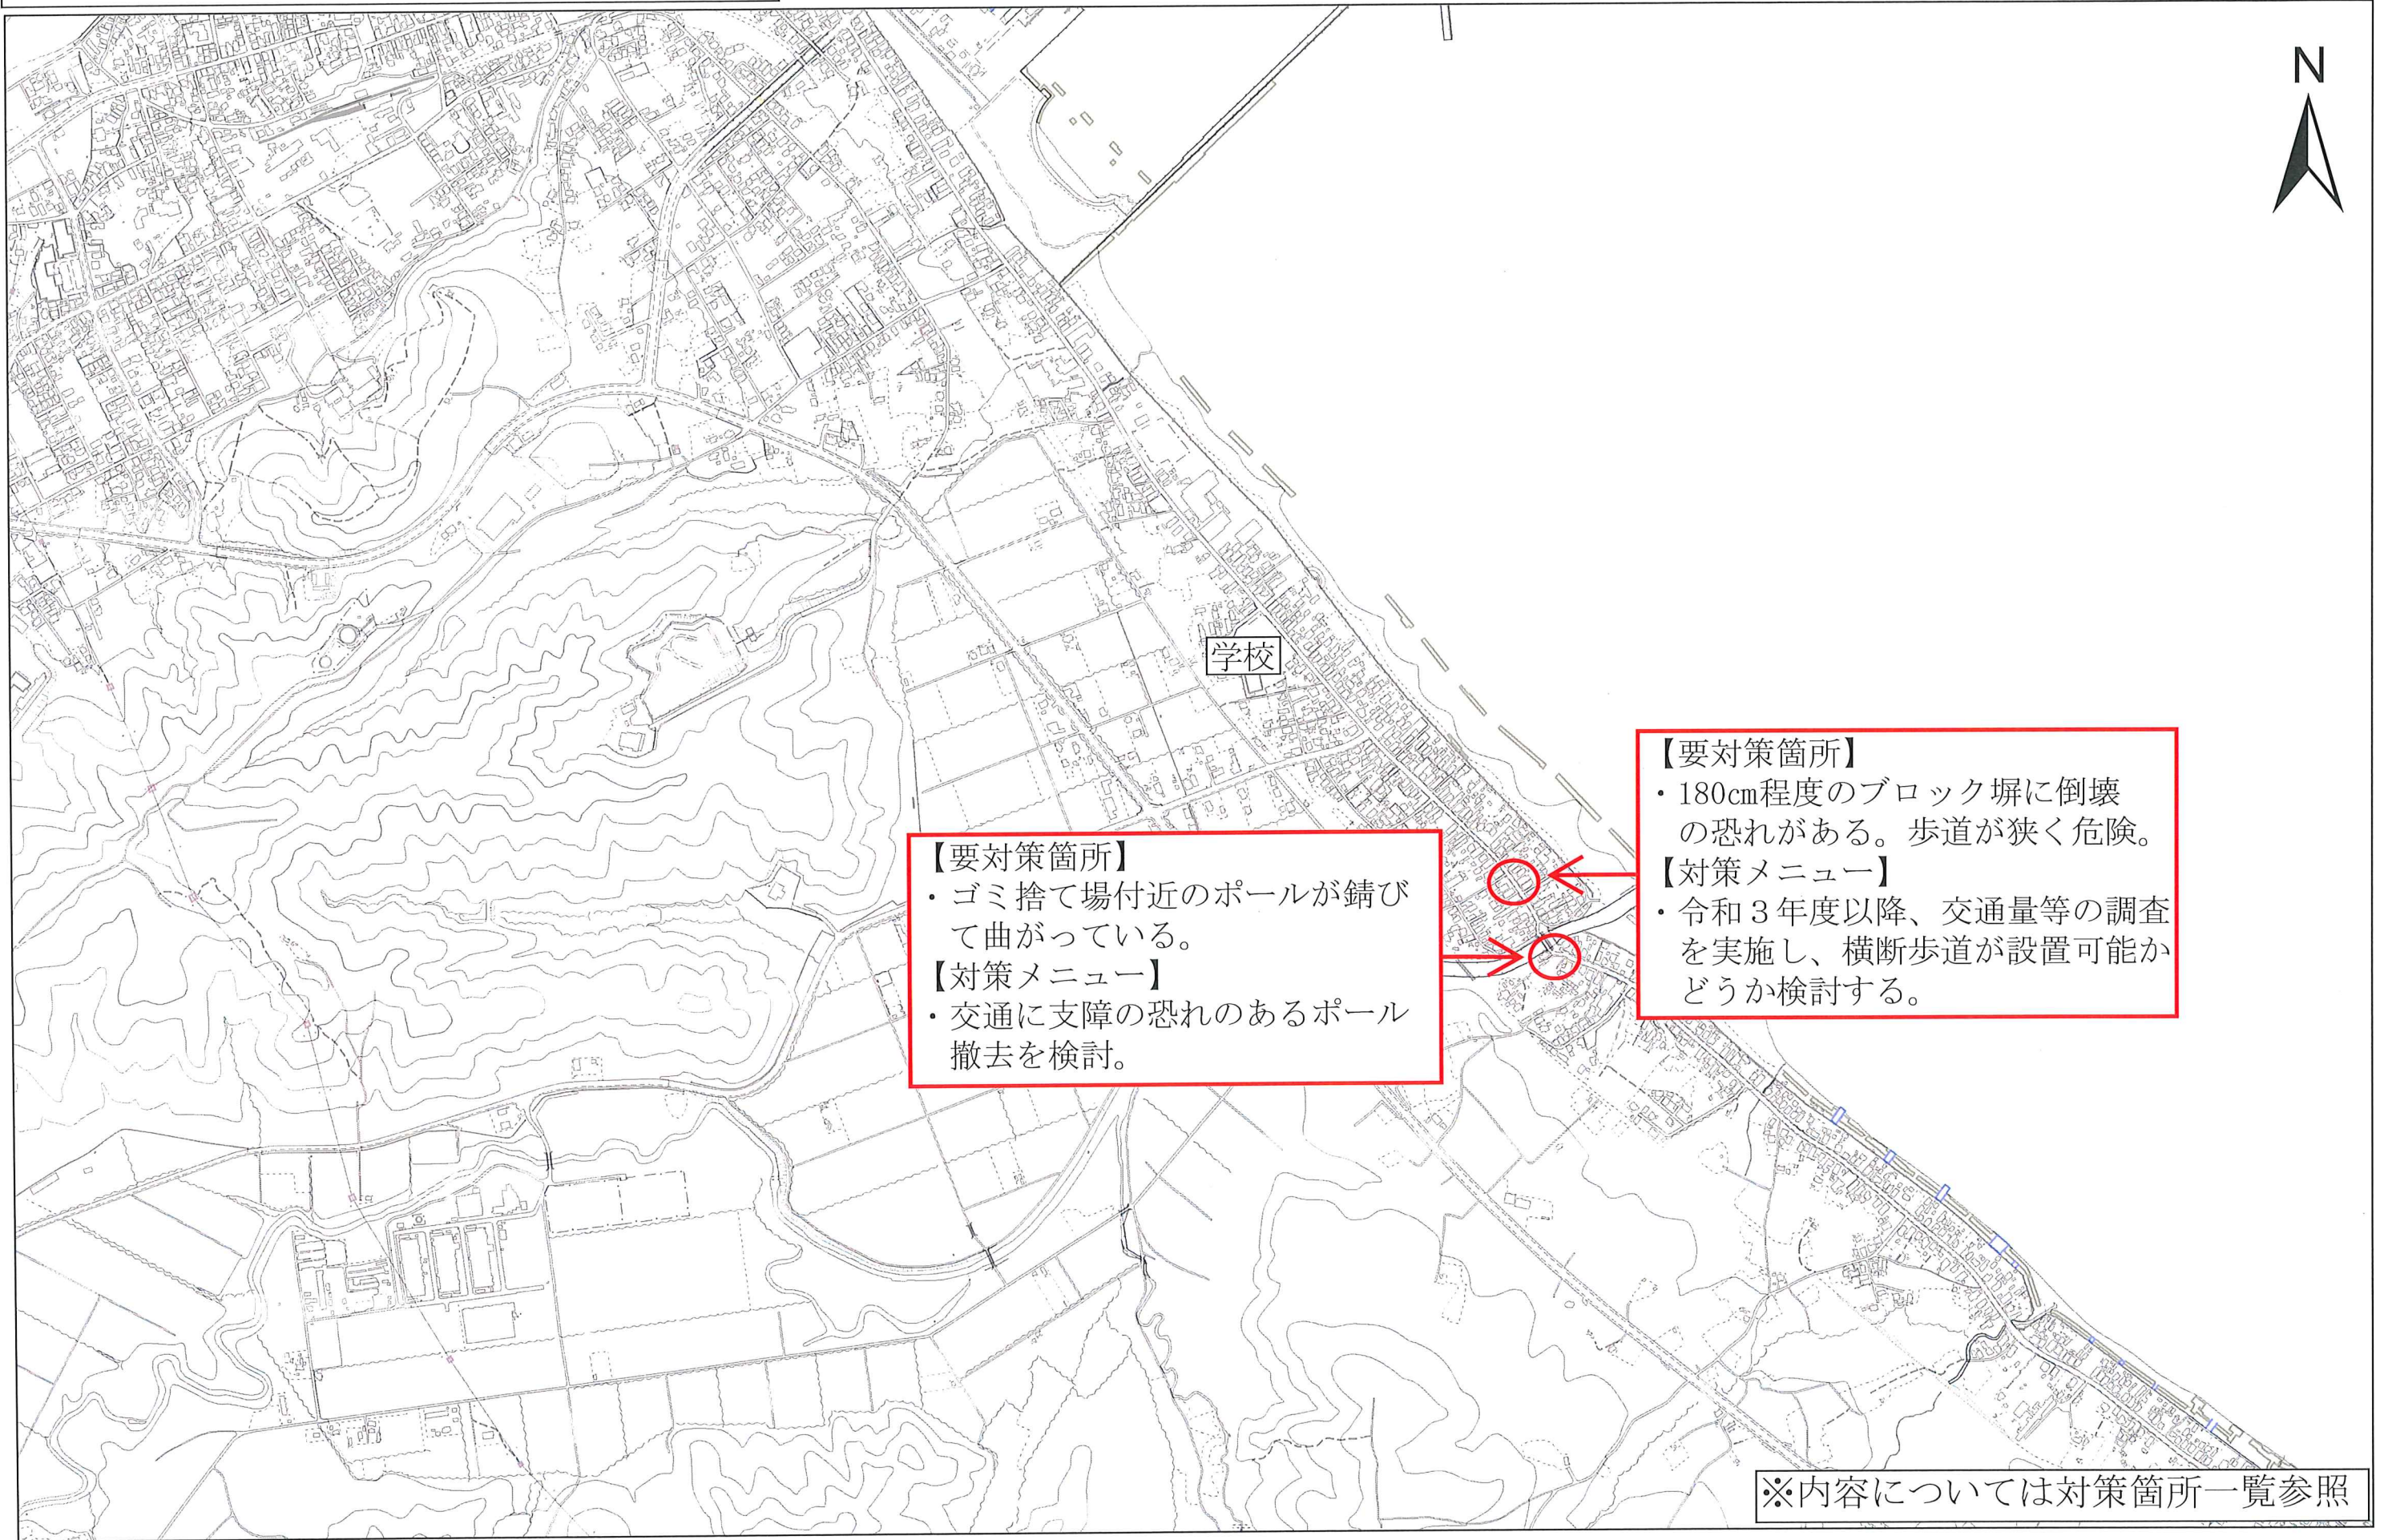 N
学校
【要対策箇所】
・180㎝程度のブロック塀に倒壊
の恐れがある。歩道が狭く危険。
【対策メニュー】
・令和３年度以降、交通量等の調査
を実施し、横断歩道が設置可能か
どうか検討する。
【要対策箇所】
・ゴミ捨て場付近のポールが錆び
て曲がっている。
【対策メニュー】
・交通に支障の恐れのあるポール
撤去を検討。
※内容については対策箇所一覧参照